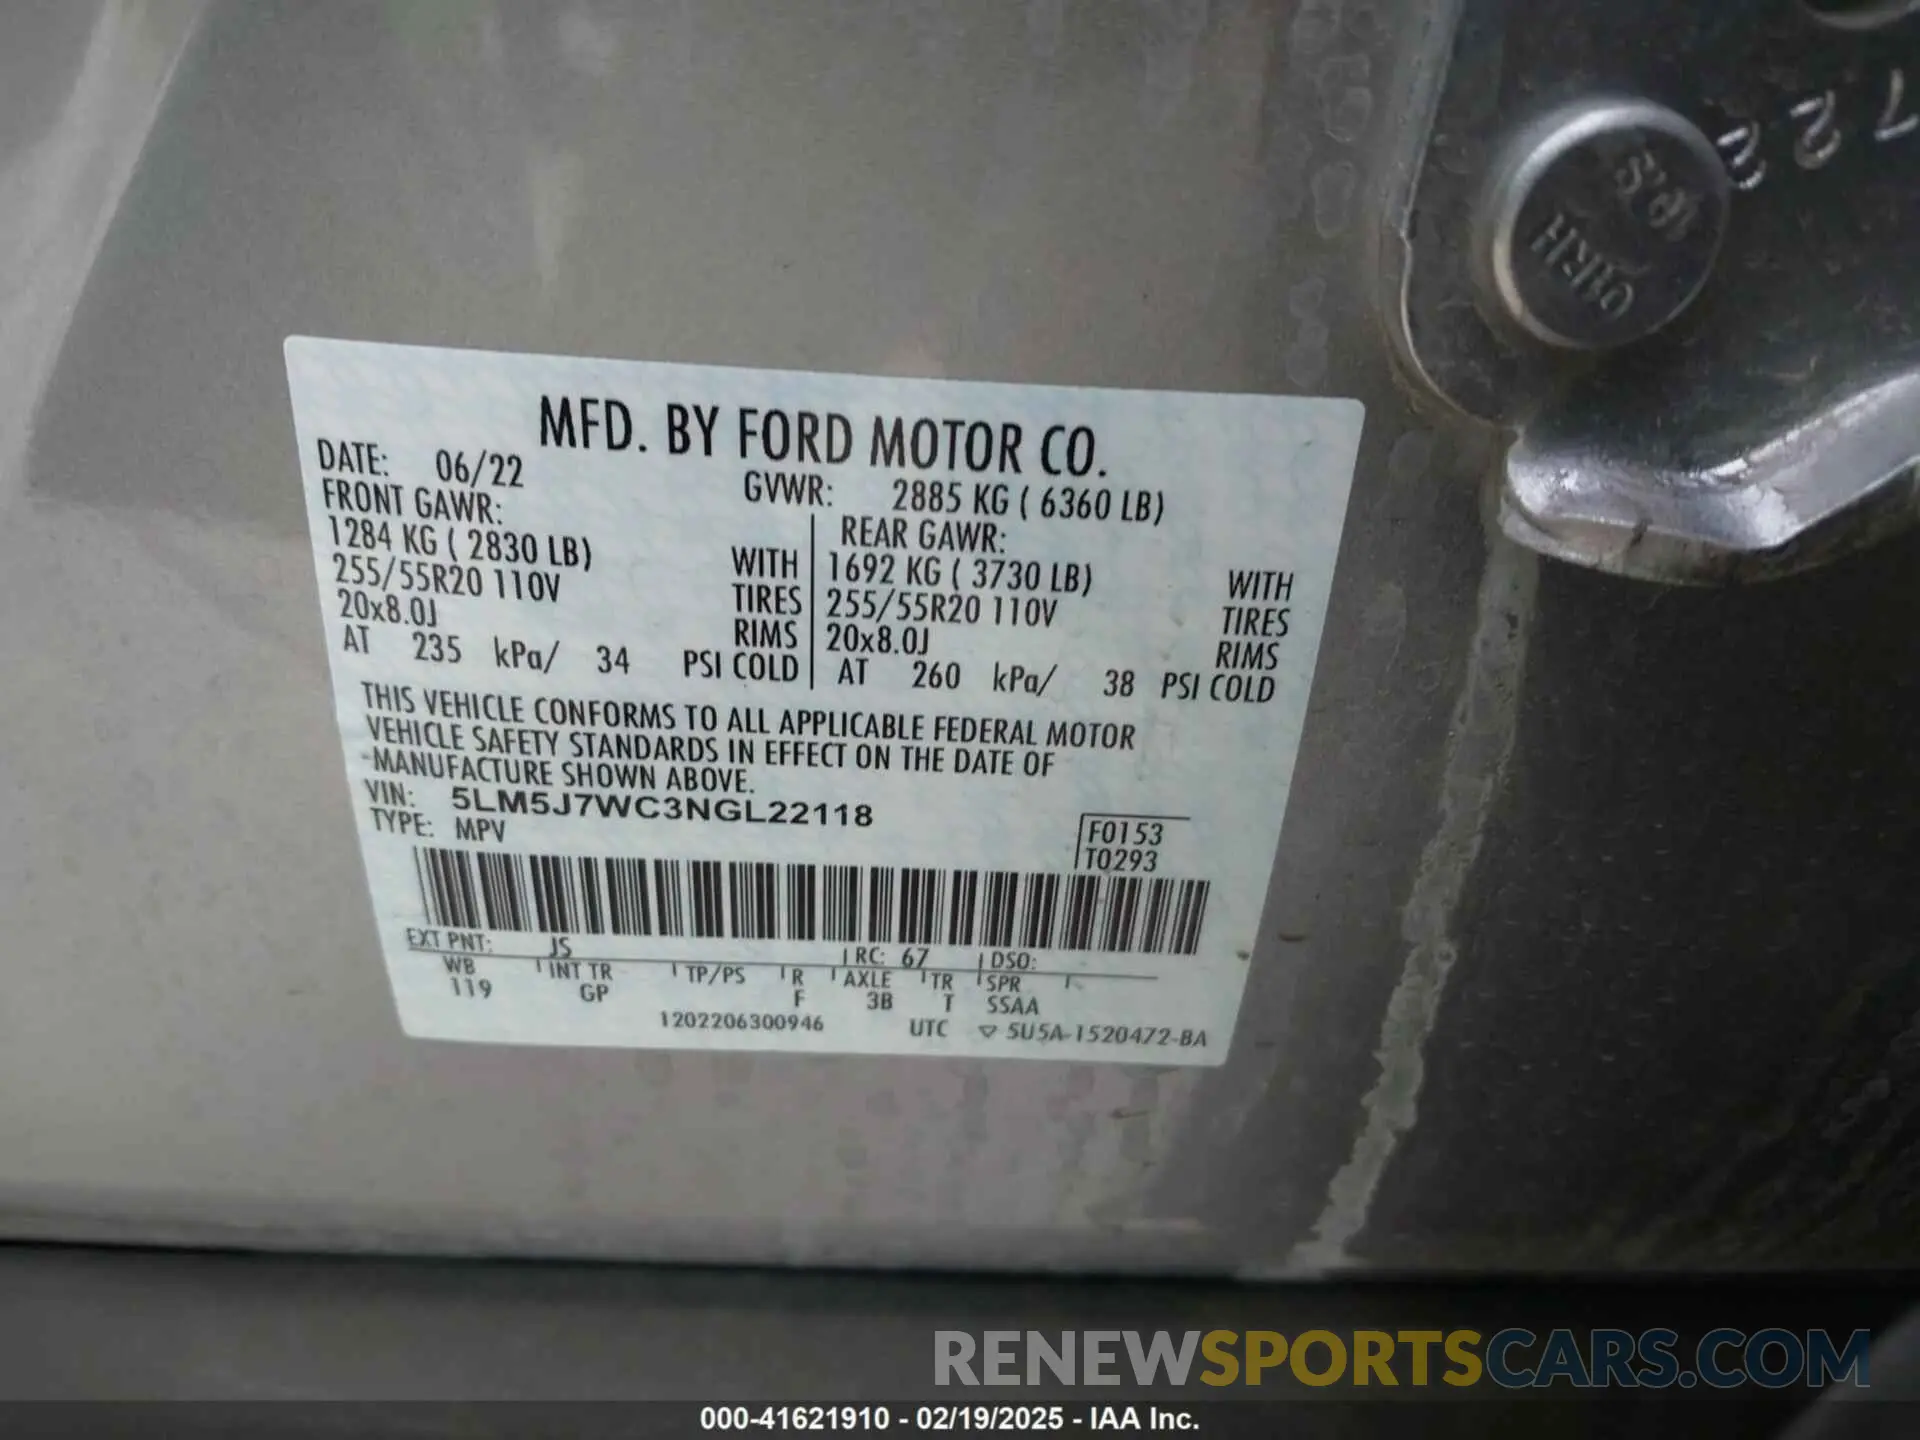 MFD. BY FORD MOTOR CO.
DATE: 06/22 GVWR: 2885 KG ( 6360 LB)
FRONT GAWR: REAR GAWR:
1284 KG ( 2830 LB) WITH 1692 KG ( 3730 LB) WITH
255/55R20 110V TIRES 255/55R20 110V TIRES
20x8.0J RIMS 20x8.0J RIMS
AT 235 kPa/ 34 PSI COLD AT 260 kPa/ 38 PSI COLD
THIS VEHICLE CONFORMS TO ALL APPLICABLE FEDERAL MOTOR
VEHICLE SAFETY STANDARDS IN EFFECT ON THE DATE OF
MANUFACTURE SHOWN ABOVE.
VIN: 5LM5J7WC3NGL22118
TYPE: MPV
F0153
T0293
EXT PNT: JS RC: 67 DSO:
WB INT TR TP/PS R AXLE TR SPR
119 GP F 3B T SSAA
1202206300946 UTC ▽ 5U5A-1520472-BA
RENEWSPORTSCARS.COM
000-41621910 - 02/19/2025 - IAA Inc.